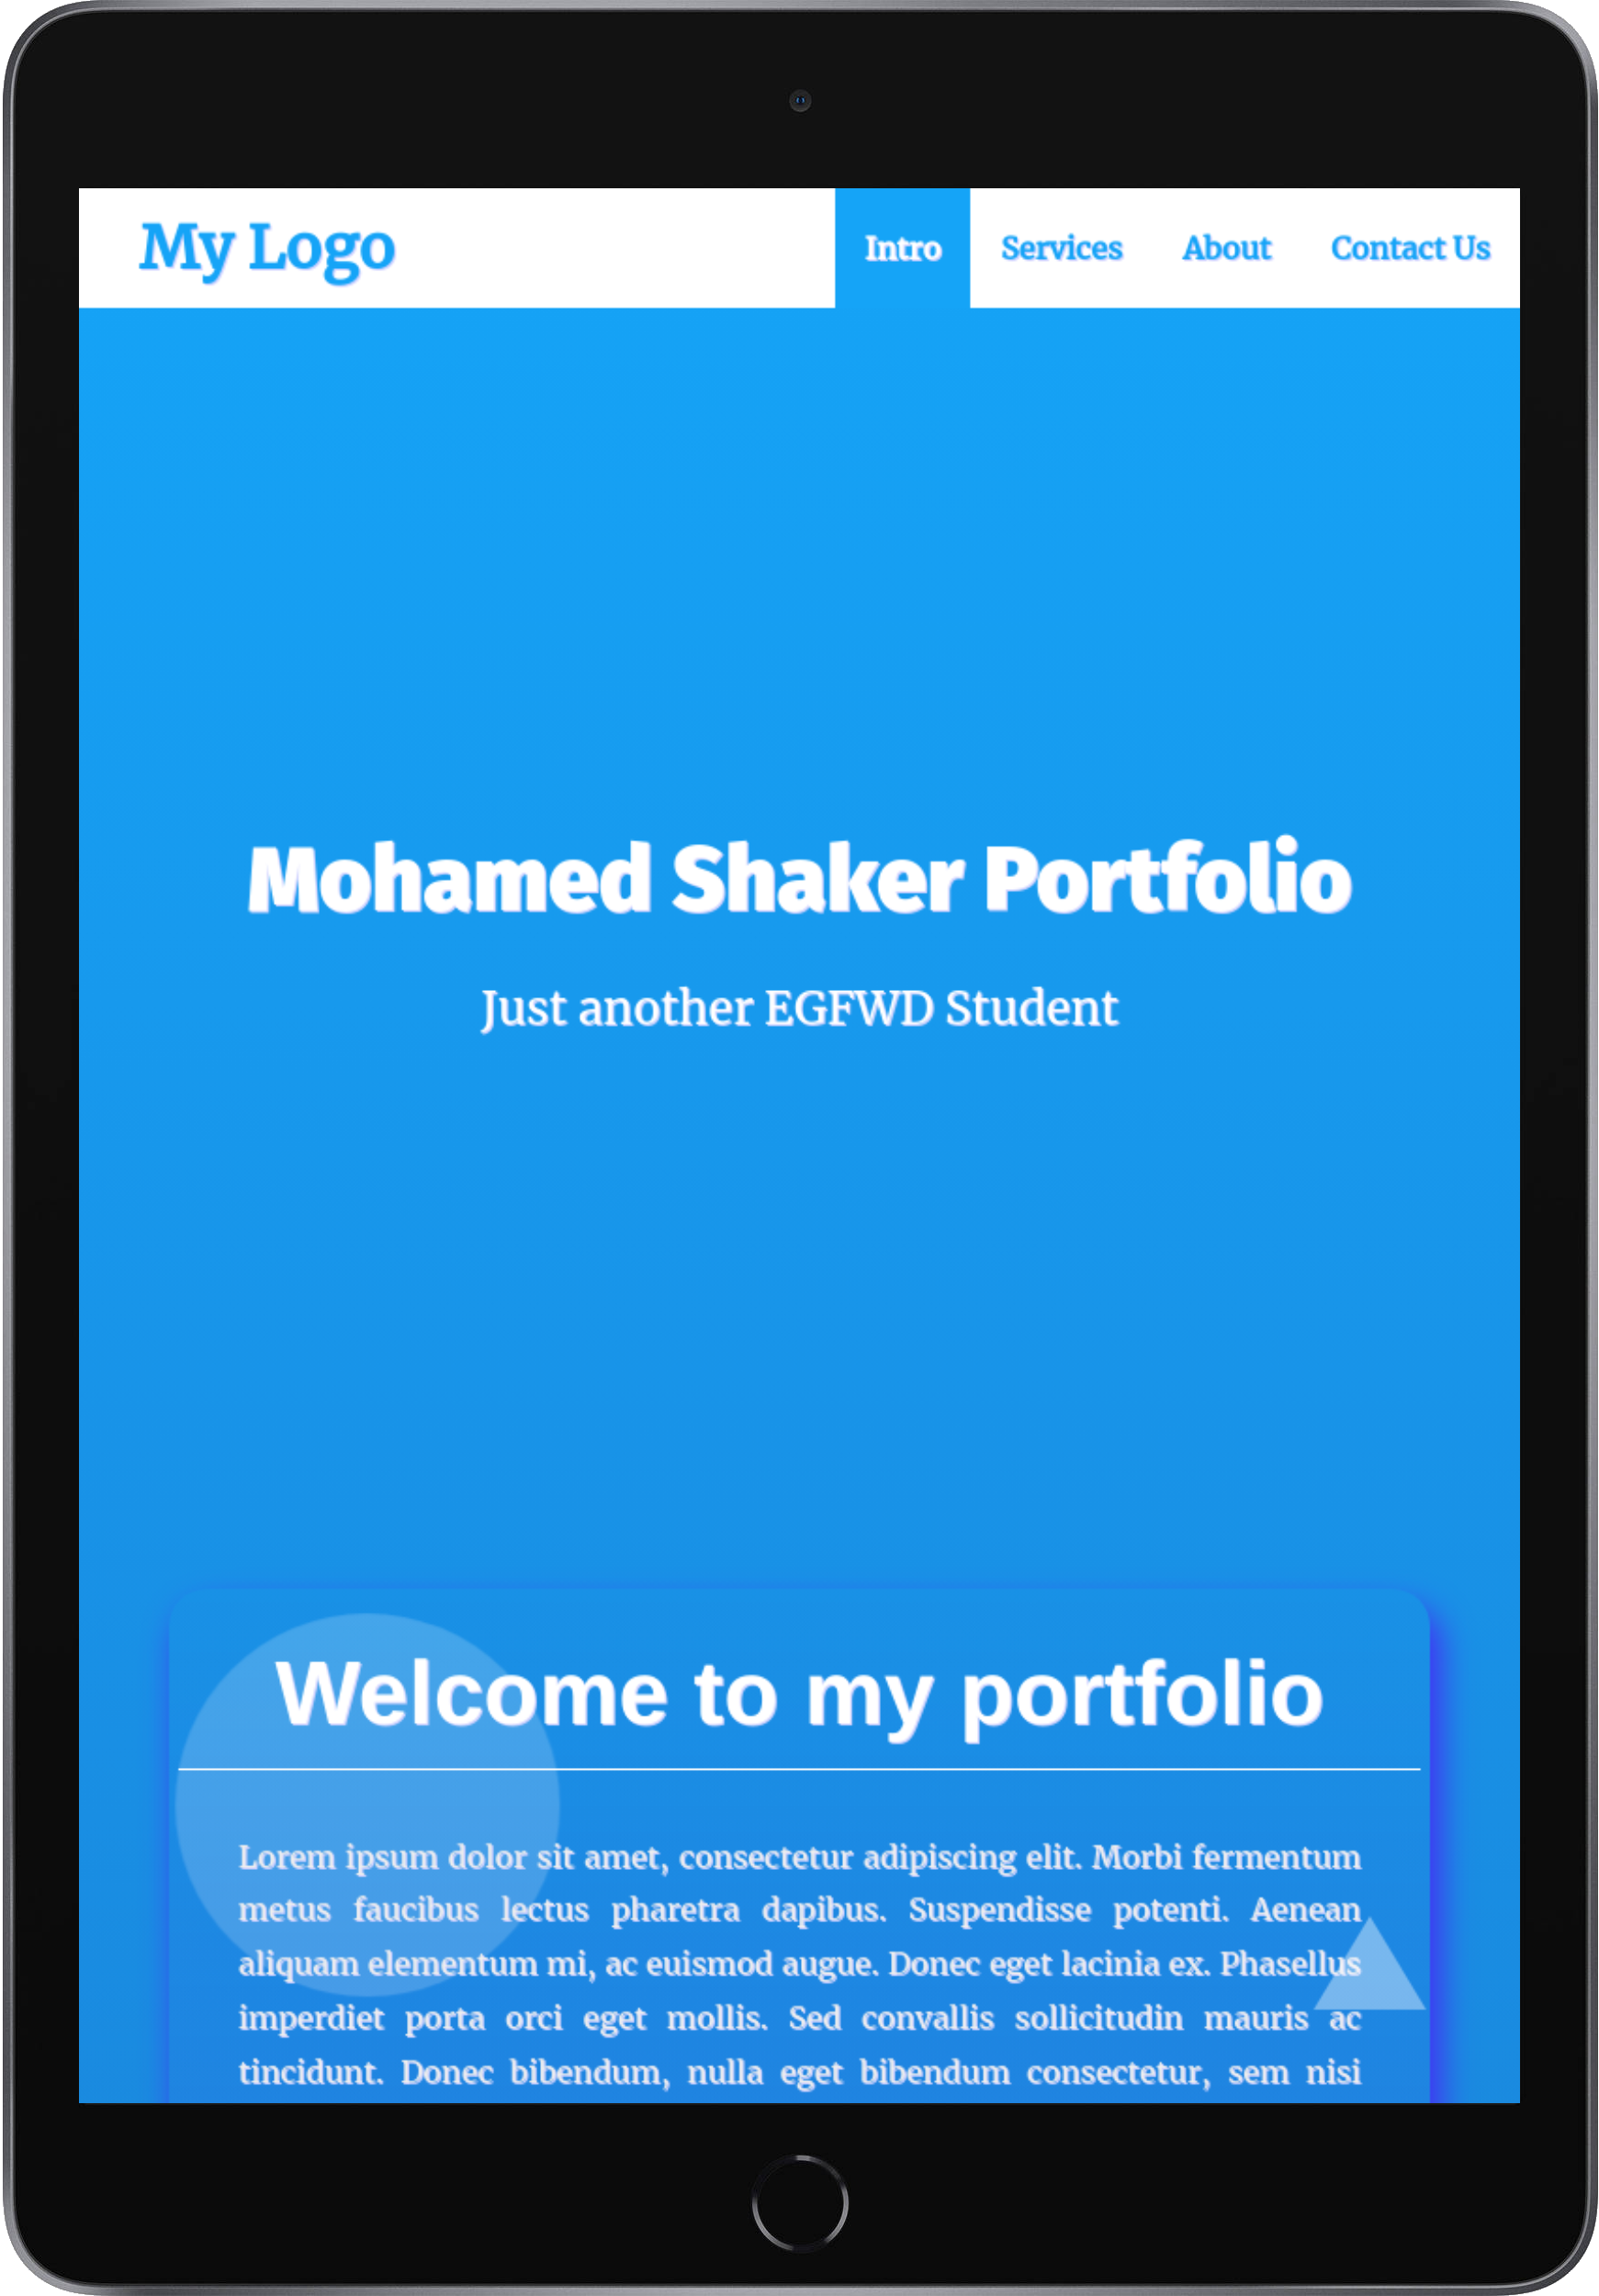 My Logo
Intro Services About Contact Us
Mohamed Shaker Portfolio
Just another EGFWD Student
Welcome to my portfolio
Lorem ipsum dolor sit amet, consectetur adipiscing elit. Morbi fermentum
metus faucibus lectus pharetra dapibus. Suspendisse potenti. Aenean
aliquam elementum mi, ac euismod augue. Donec eget lacinia ex. Phasellus
imperdiet porta orci eget mollis. Sed convallis sollicitudin mauris ac
tincidunt. Donec bibendum, nulla eget bibendum consectetur, sem nisi